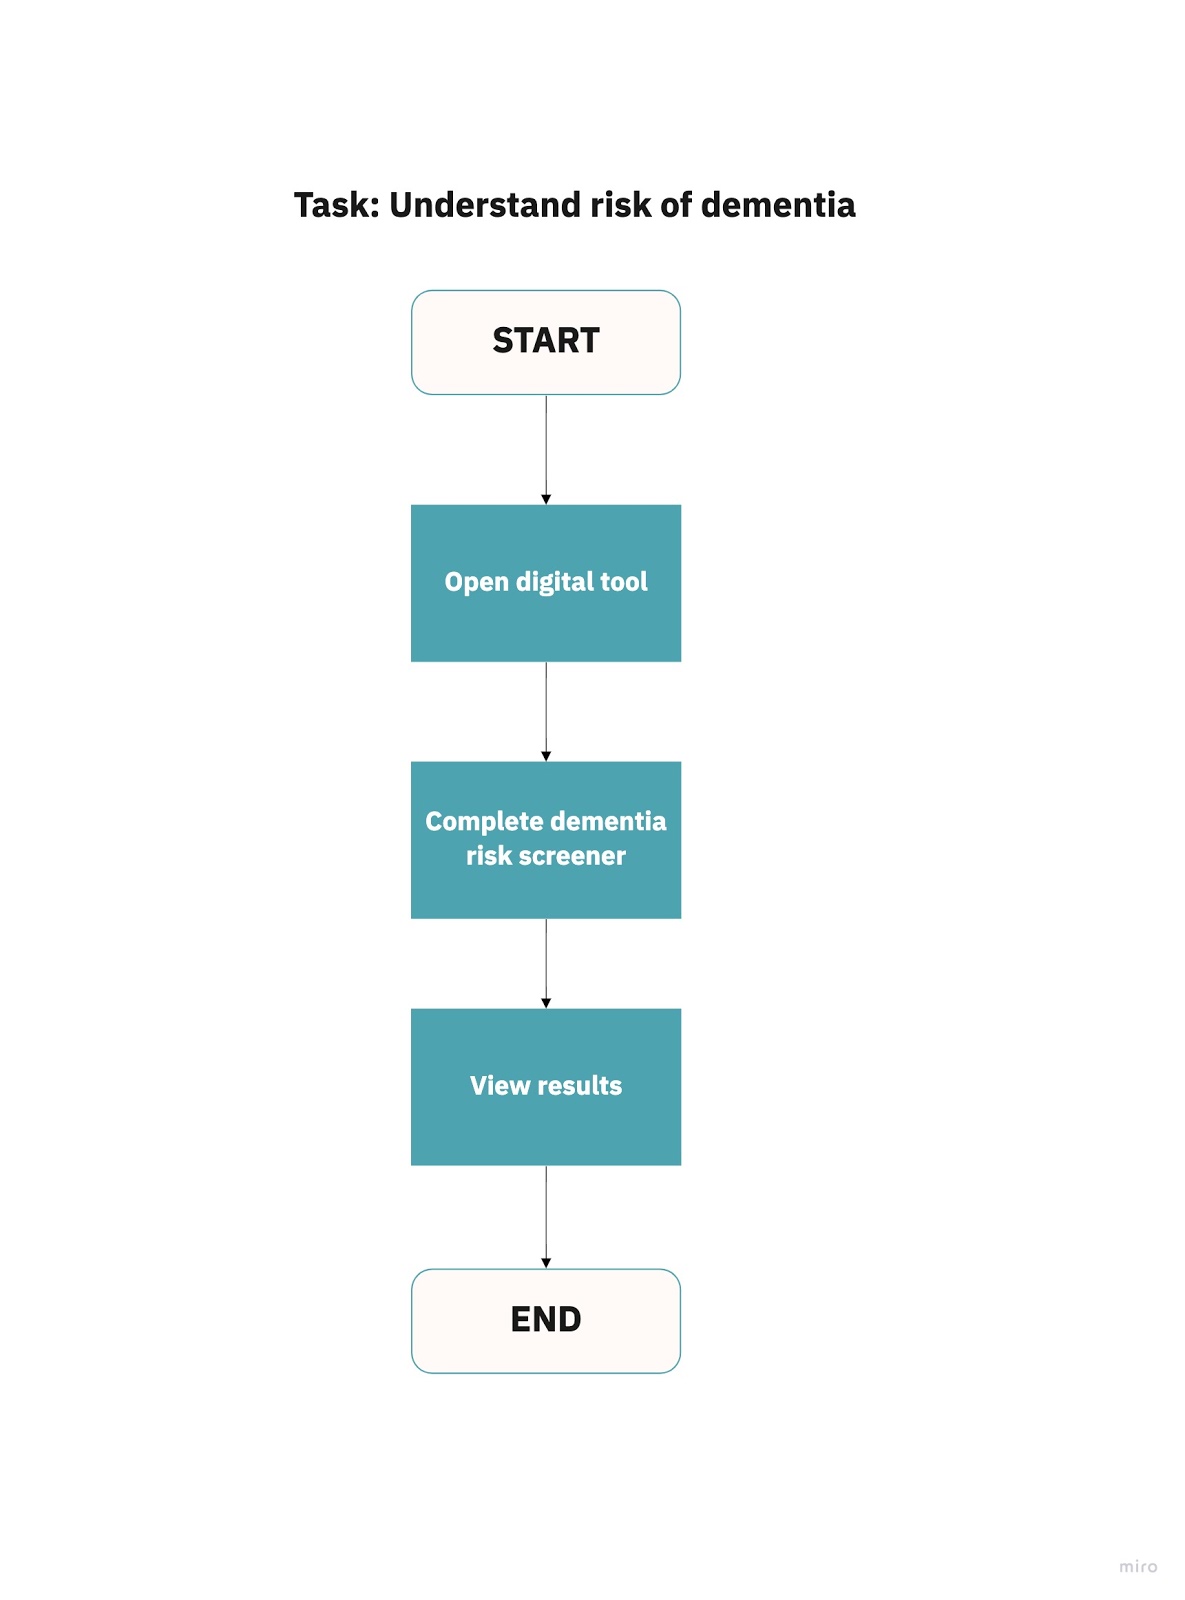 Task: Understand risk of dementia
START
Open digital tool
Complete dementia
risk screener
View results
END
miro